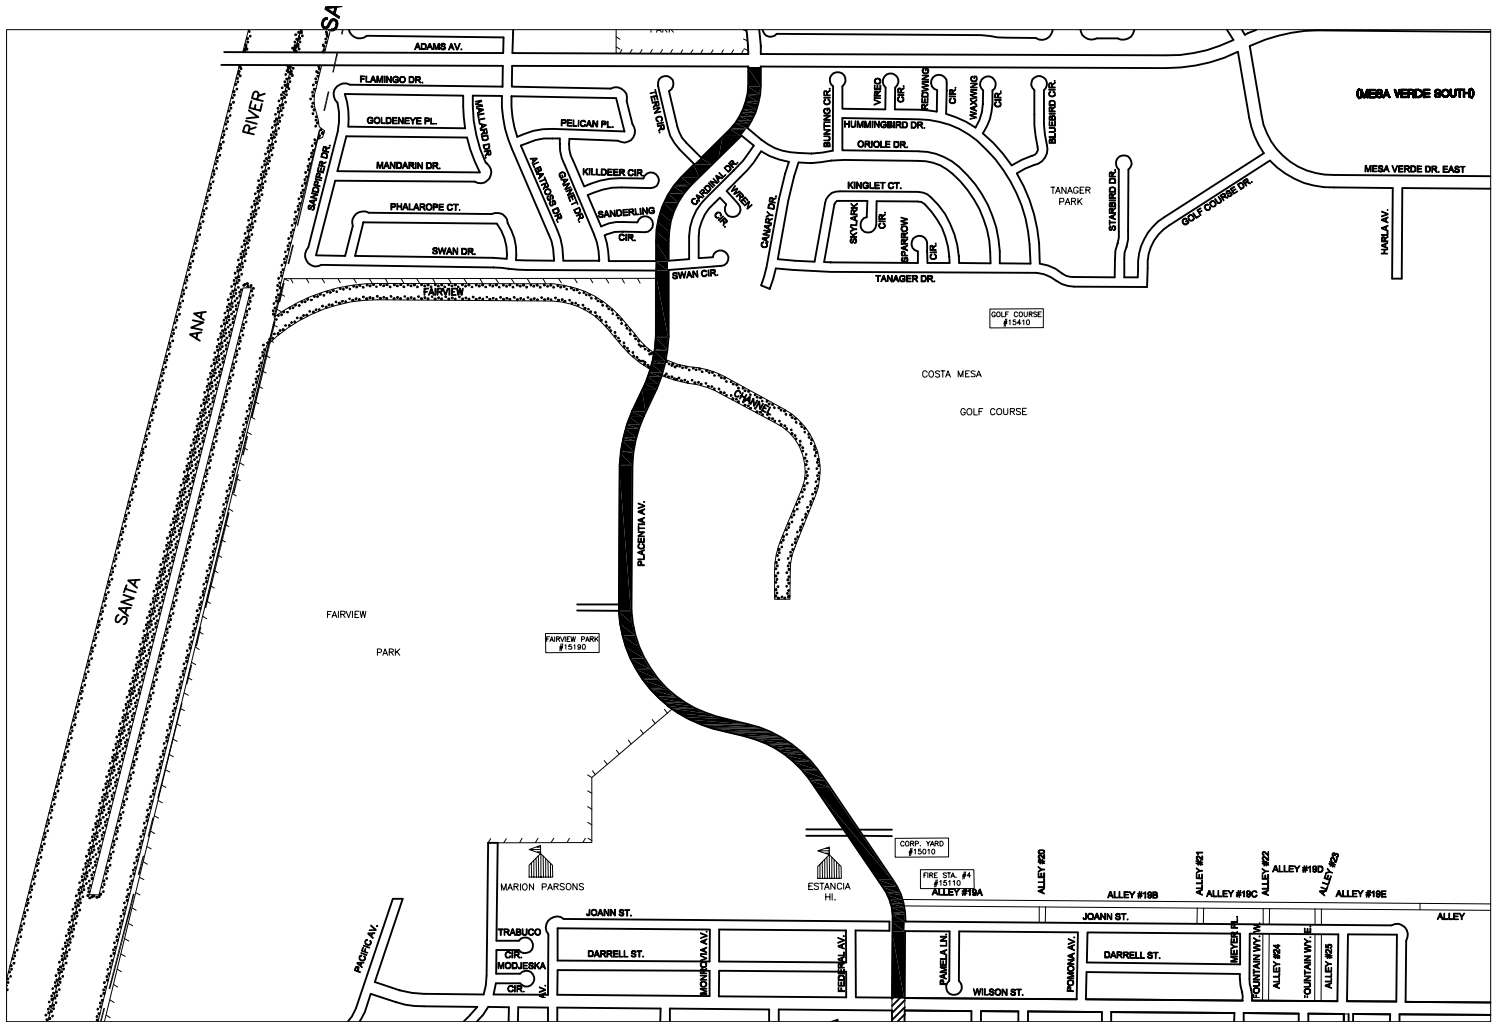 SA
PARK
ADAMS AV.
FLAMINGO DR.
GOLDENEYE PL.
MANDARIN DR.
PHALAROPE CT.
SWAN DR.
SANDPIPER DR.
MALLARD DR.
PELICAN PL.
ALBATROSS DR.
GANNET DR.
KILLDEER CIR.
SANDERLING
CIR.
TERN CIR.
CARDINAL DR.
WREN
CIR.
SWAN CIR.
CANARY DR.
BUNTING CIR.
VIREO
CIR.
REDWING
CIR.
WAXWING
CIR.
BLUEBIRD CIR.
HUMMINGBIRD DR.
ORIOLE DR.
KINGLET CT.
SKYLARK
CIR.
SPARROW
CIR.
TANAGER DR.
TANAGER
PARK
STARBIRD DR.
GOLF COURSE DR.
(MESA VERDE SOUTH)
MESA VERDE DR. EAST
HARLA AV.
RIVER
ANA
SANTA
FAIRVIEW
CHANNEL
GOLF COURSE
#15410
COSTA MESA
GOLF COURSE
PLACENTIA AV.
FAIRVIEW
PARK
FAIRVIEW PARK
#15190
CORP. YARD
#15010
FIRE STA. #4
#15110
MARION PARSONS
ESTANCIA
HI.
ALLEY #19A
ALLEY #20
ALLEY #19B
ALLEY #21
ALLEY #19C
ALLEY #22
ALLEY #19D
ALLEY #23
ALLEY #19E
ALLEY
JOANN ST.
JOANN ST.
PACIFIC AV.
TRABUCO
CIR.
MODJESKA
CIR.
AV.
DARRELL ST.
MONROVIA AV.
FEDERAL AV.
PAMELA LN.
WILSON ST.
POMONA AV.
DARRELL ST.
MEYER PL.
FOUNTAIN WY. W.
ALLEY #24
FOUNTAIN WY. E.
ALLEY #25